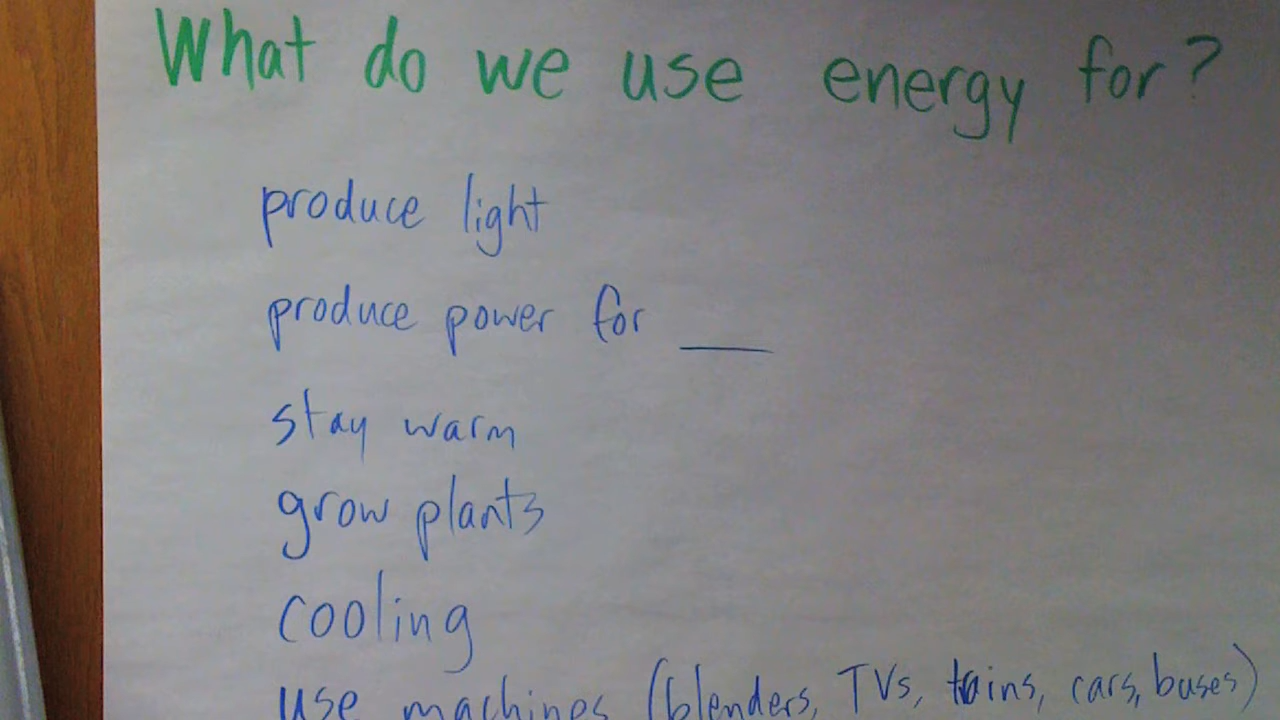 What do we use energy for?
produce light
produce power for ___
stay warm
grow plants
cooling
use machines (blenders, TVs, trains, cars, buses)